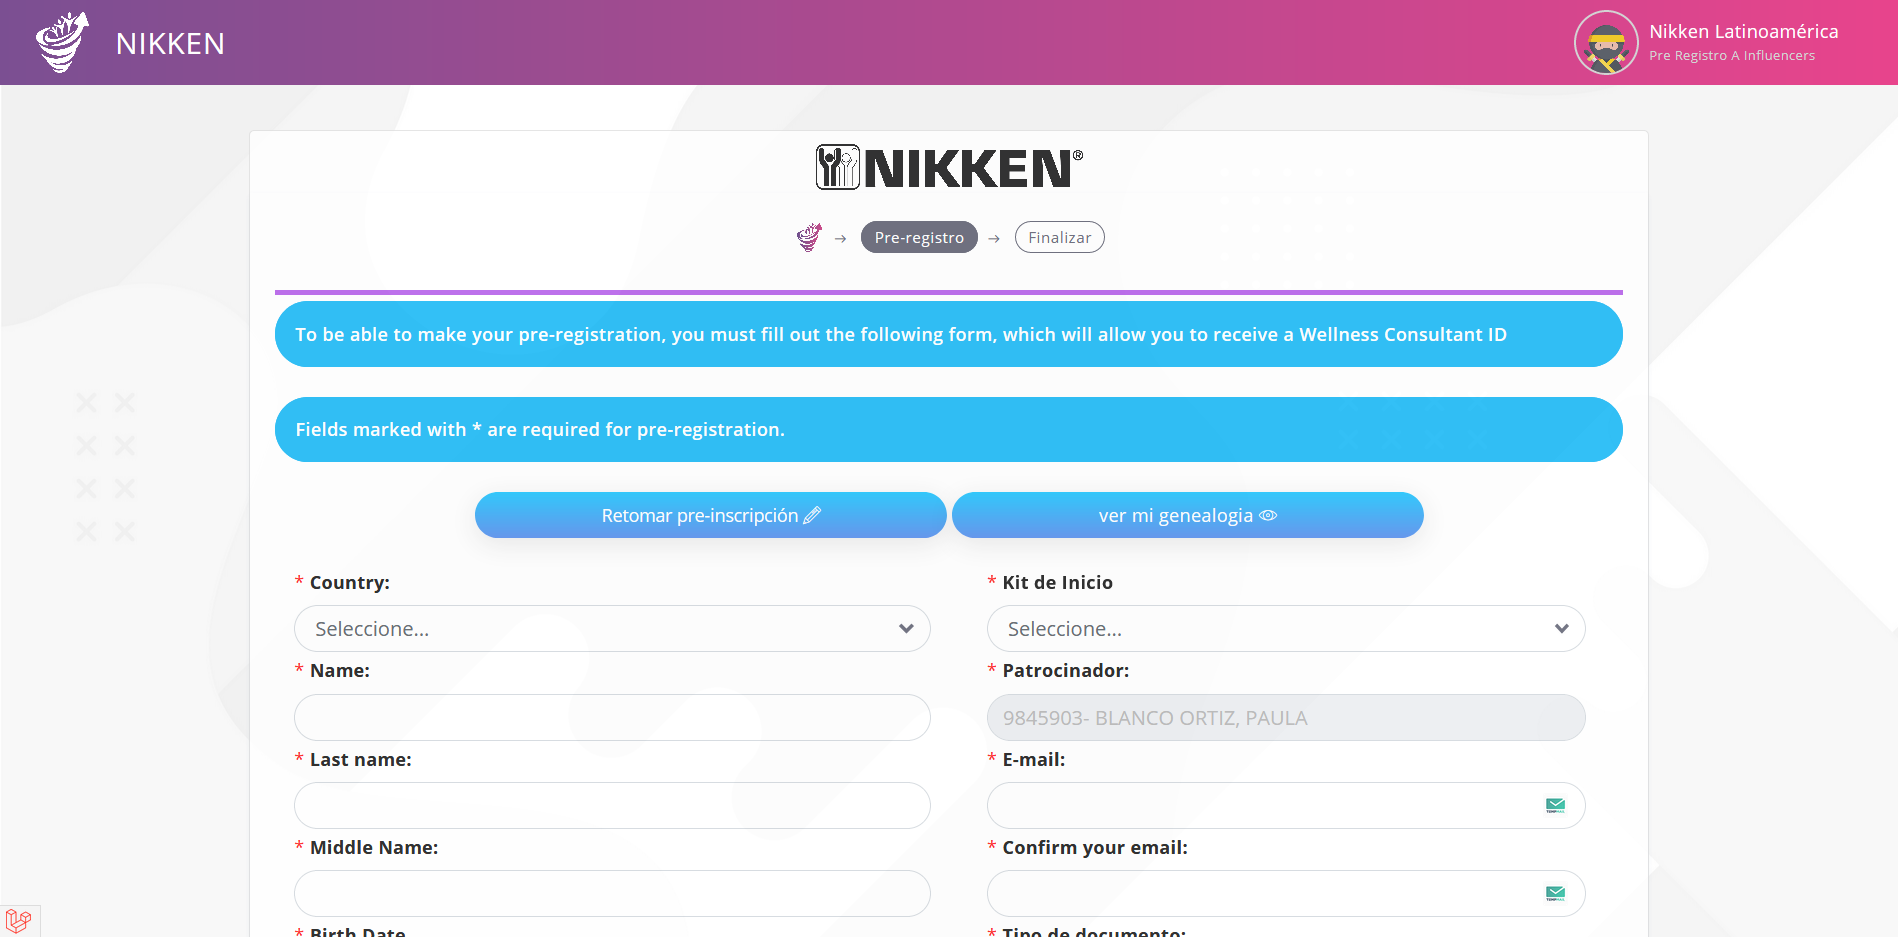 NIKKEN
Nikken Latinoamérica
Pre Registro A Influencers
NIKKEN®
Pre-registro
Finalizar
To be able to make your pre-registration, you must fill out the following form, which will allow you to receive a Wellness Consultant ID
Fields marked with * are required for pre-registration.
Retomar pre-inscripción
ver mi genealogia
* Country:
* Kit de Inicio
Seleccione...
Seleccione...
* Name:
* Patrocinador:
9845903- BLANCO ORTIZ, PAULA
* Last name:
* E-mail:
* Middle Name:
* Confirm your email:
* Birth Date
* Tipo de documento: